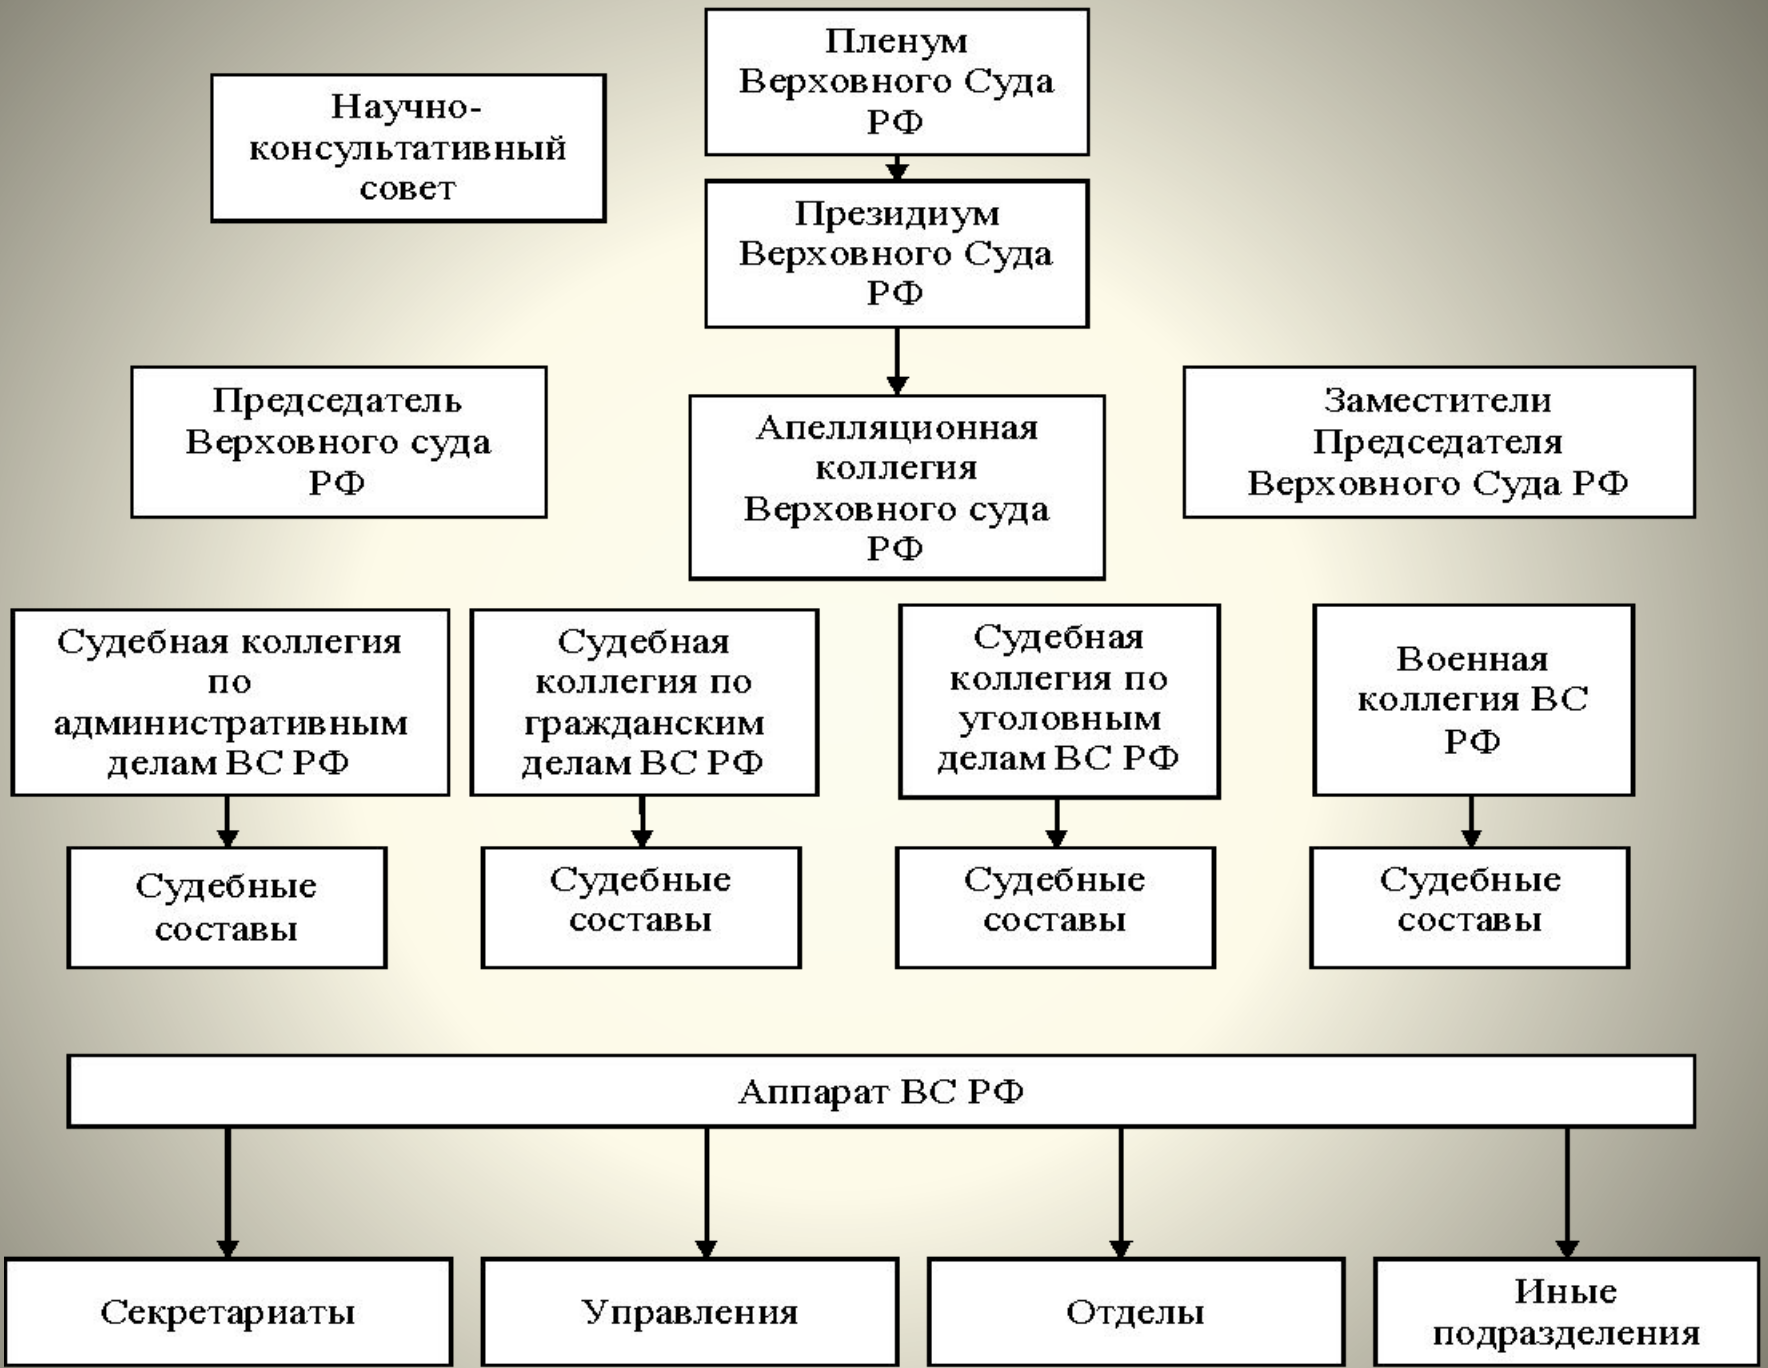 Пленум
Верховного Суда
РФ
Научно-
консультативный
совет
Президиум
Верховного Суда
РФ
Председатель
Верховного суда
РФ
Апелляционная
коллегия
Верховного суда
РФ
Заместители
Председателя
Верховного Суда РФ
Судебная коллегия
по
административным
делам ВС РФ
Судебная
коллегия по
гражданским
делам ВС РФ
Судебная
коллегия по
уголовным
делам ВС РФ
Военная
коллегия ВС
РФ
Судебные
составы
Судебные
составы
Судебные
составы
Судебные
составы
Аппарат ВС РФ
Секретариаты
Управления
Отделы
Иные
подразделения